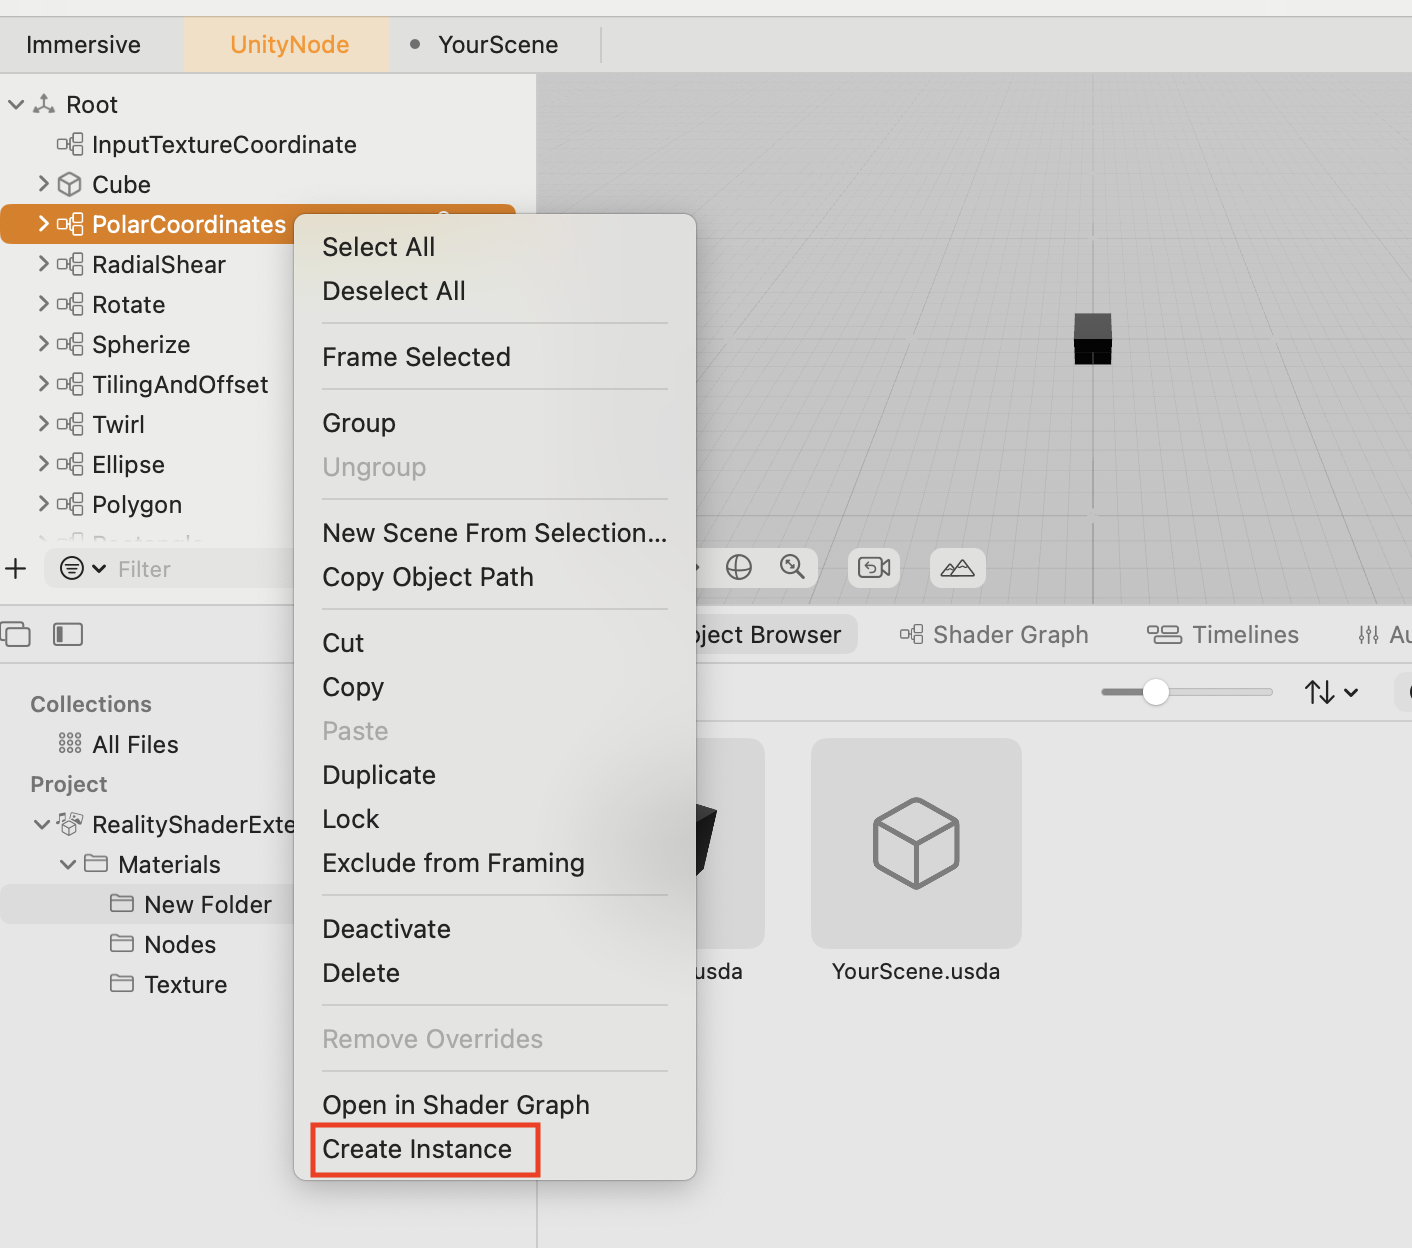 Immersive
UnityNode
YourScene
Root
InputTextureCoordinate
Cube
PolarCoordinates
RadialShear
Rotate
Spherize
TilingAndOffset
Twirl
Ellipse
Polygon
Filter
Select All
Deselect All
Frame Selected
Group
Ungroup
New Scene From Selection...
Copy Object Path
Cut
Copy
Paste
Duplicate
Lock
Exclude from Framing
Deactivate
Delete
Remove Overrides
Open in Shader Graph
Create Instance
Browser
Shader Graph
Timelines
Collections
All Files
Project
RealityShaderExte
Materials
New Folder
Nodes
Texture
usda
YourScene.usda